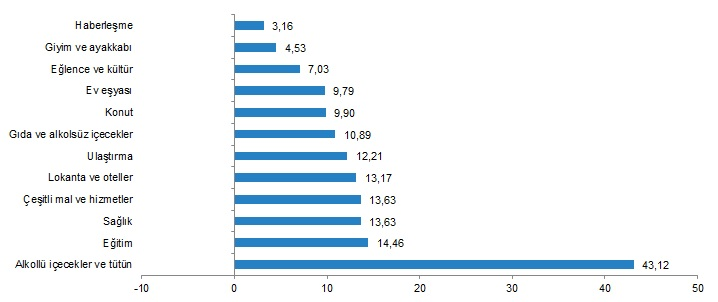 Haberleşme 3,16
Giyim ve ayakkabı 4,53
Eğlence ve kültür 7,03
Ev eşyası 9,79
Konut 9,90
Gıda ve alkolsüz içecekler 10,89
Ulaştırma 12,21
Lokanta ve oteller 13,17
Çeşitli mal ve hizmetler 13,63
Sağlık 13,63
Eğitim 14,46
Alkollü içecekler ve tütün 43,12
-10 0 10 20 30 40 50